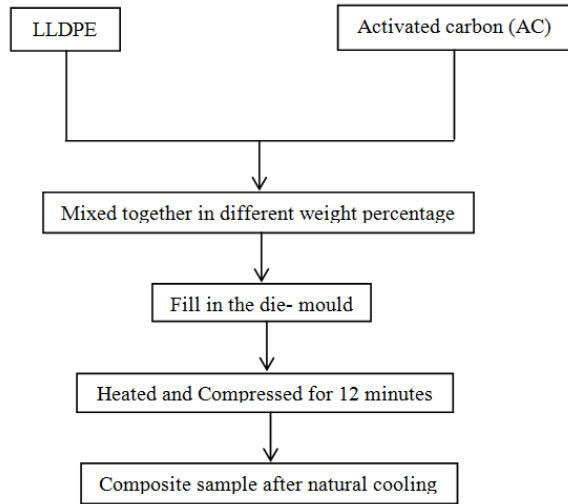 LLDPE
Activated carbon (AC)
Mixed together in different weight percentage
Fill in the die- mould
Heated and Compressed for 12 minutes
Composite sample after natural cooling